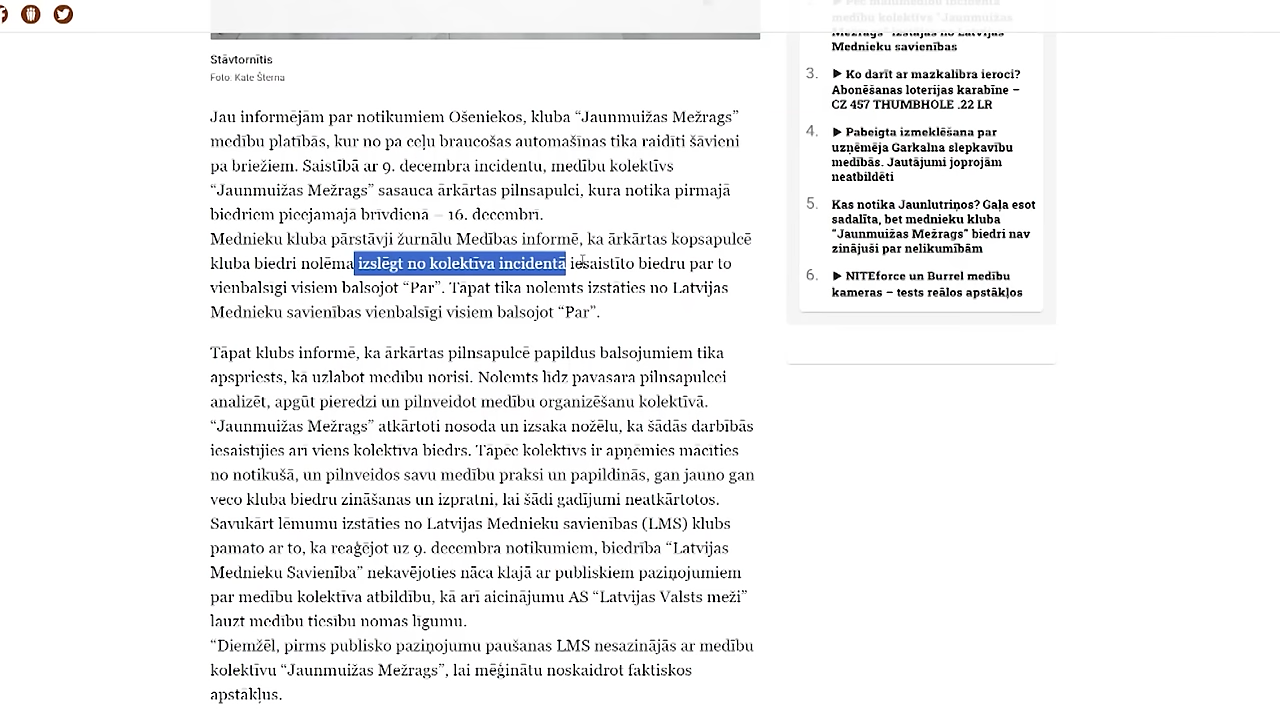 Stāvtornītis
Foto: Kate Šterna
Jau informējām par notikumiem Ošeniekos, kluba “Jaunmuižas Mežrags”
medību platībās, kur no pa ceļu braucošas automašīnas tika raidīti šāvieni
pa briežiem. Saistībā ar 9. decembra incidentu, medību kolektīvs
“Jaunmuižas Mežrags” sasauca ārkārtas pilnsapulci, kura notika pirmajā
biedriem pieejamajā brīvdienā – 16. decembrī.
Mednieku kluba pārstāvji žurnālu Medības informē, ka ārkārtas kopsapulcē
kluba biedri nolēma izslēgt no kolektīva incidentā iesaistīto biedru par to
vienbalsīgi visiem balsojot “Par”. Tāpat tika nolemts izstāties no Latvijas
Mednieku savienības vienbalsīgi visiem balsojot “Par”.
Tāpat klubs informē, ka ārkārtas pilnsapulcē papildus balsojumiem tika
apspriests, kā uzlabot medību norisi. Nolemts līdz pavasara pilnsapulcei
analizēt, apgūt pieredzi un pilnveidot medību organizēšanu kolektīvā.
“Jaunmuižas Mežrags” atkārtoti nosoda un izsaka nožēlu, ka šādās darbībās
iesaistījies arī viens kolektīva biedrs. Tāpēc kolektīvs ir apņēmies mācīties
no notikušā, un pilnveidos savu medību praksi un papildinās, gan jauno gan
veco kluba biedru zināšanas un izpratni, lai šādi gadījumi neatkārtotos.
Savukārt lēmumu izstāties no Latvijas Mednieku savienības (LMS) klubs
pamato ar to, ka reaģējot uz 9. decembra notikumiem, biedrība “Latvijas
Mednieku Savienība” nekavējoties nāca klajā ar publiskiem paziņojumiem
par medību kolektīva atbildību, kā arī aicinājumu AS “Latvijas Valsts meži”
lauzt medību tiesību nomas līgumu.
“Diemžēl, pirms publisko paziņojumu paušanas LMS nesazinājās ar medību
kolektīvu “Jaunmuižas Mežrags”, lai mēģinātu noskaidrot faktiskos
apstākļus.
2. ▶ Pēc malumedību incidenta
medību kolektīvs “Jaunmuižas
Mežrags” izstājas no Latvijas
Mednieku savienības
3. ▶ Ko darīt ar mazkalibra ieroci?
Abonēšanas loterijas karabīne –
CZ 457 THUMBHOLE .22 LR
4. ▶ Pabeigta izmeklēšana par
uzņēmēja Garkalna slepkavību
medībās. Jautājumi joprojām
neatbildēti
5. Kas notika Jaunlutriņos? Gaļa esot
sadalīta, bet mednieku kluba
“Jaunmuižas Mežrags” biedri nav
zinājuši par nelikumībām
6. ▶ NITEforce un Burrel medību
kameras – tests reālos apstākļos